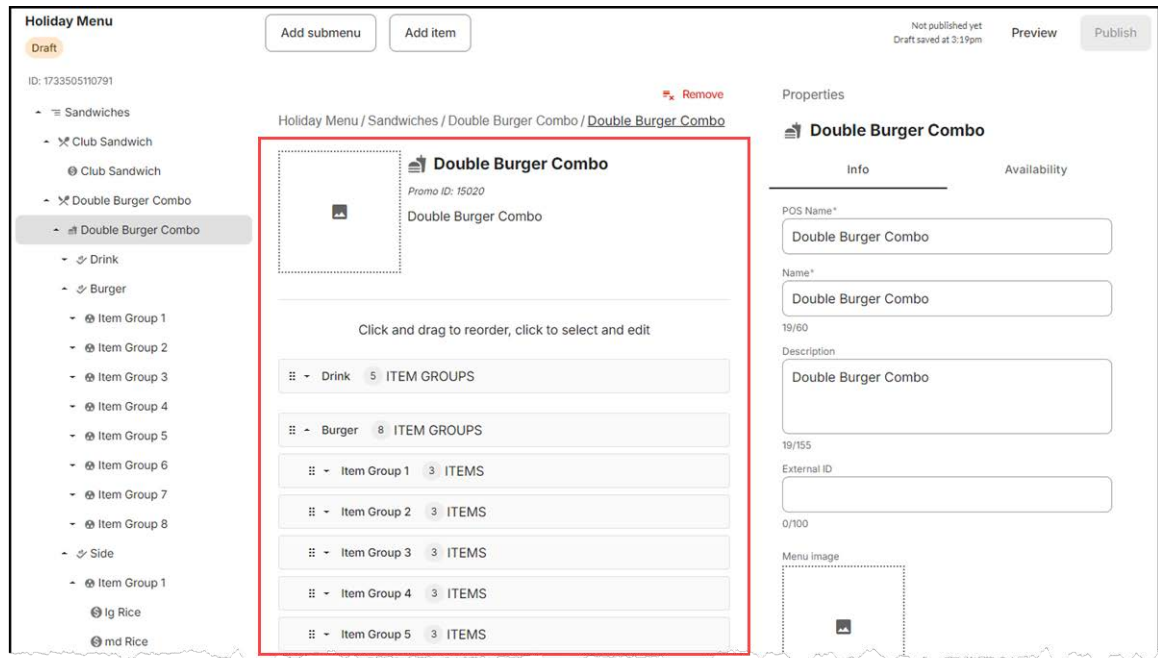 Holiday Menu
Draft
ID: 1733505110791
Sandwiches
Club Sandwich
Club Sandwich
Double Burger Combo
Double Burger Combo
Drink
Burger
Item Group 1
Item Group 2
Item Group 3
Item Group 4
Item Group 5
Item Group 6
Item Group 7
Item Group 8
Side
Item Group 1
lg Rice
md Rice
Add submenu
Add item
Not published yet
Draft saved at 3:19pm
Preview
Publish
Remove
Holiday Menu / Sandwiches / Double Burger Combo / Double Burger Combo
Double Burger Combo
Promo ID: 15020
Double Burger Combo
Click and drag to reorder, click to select and edit
Drink 5 ITEM GROUPS
Burger 8 ITEM GROUPS
Item Group 1 3 ITEMS
Item Group 2 3 ITEMS
Item Group 3 3 ITEMS
Item Group 4 3 ITEMS
Item Group 5 3 ITEMS
Properties
Double Burger Combo
Info
Availability
POS Name*
Double Burger Combo
Name*
Double Burger Combo
19/60
Description
Double Burger Combo
19/155
External ID
0/100
Menu image